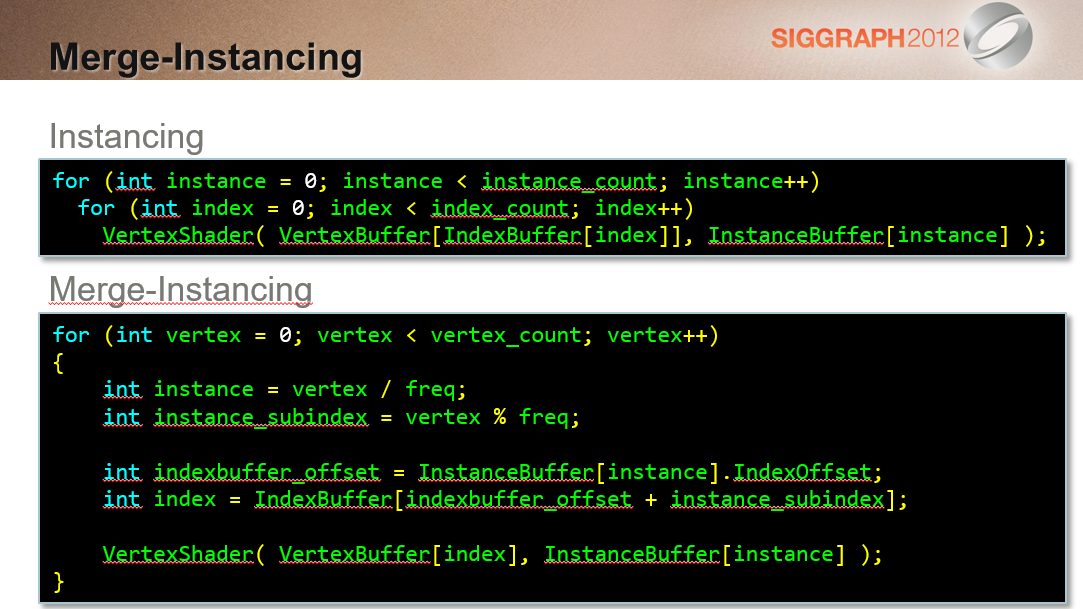 Merge-Instancing
SIGGRAPH2012
Instancing
for (int instance = 0; instance < instance_count; instance++)
  for (int index = 0; index < index_count; index++)
    VertexShader( VertexBuffer[IndexBuffer[index]], InstanceBuffer[instance] );
Merge-Instancing
for (int vertex = 0; vertex < vertex_count; vertex++)
{
    int instance = vertex / freq;
    int instance_subindex = vertex % freq;
    int indexbuffer_offset = InstanceBuffer[instance].IndexOffset;
    int index = IndexBuffer[indexbuffer_offset + instance_subindex];
    VertexShader( VertexBuffer[index], InstanceBuffer[instance] );
}